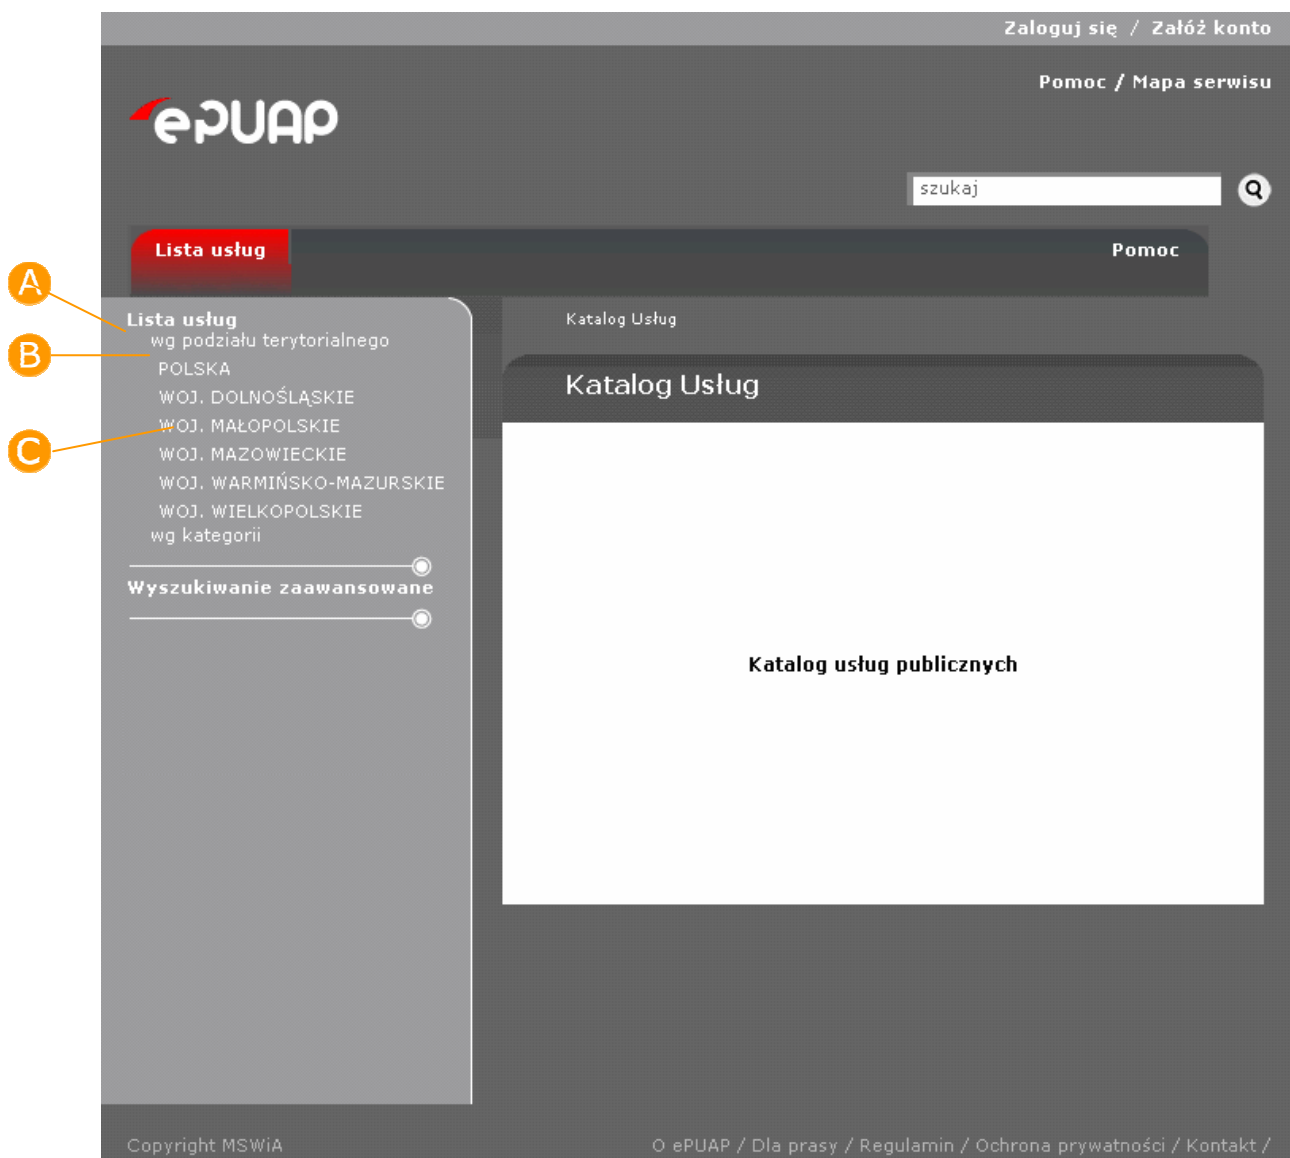 Zaloguj się / Załóż konto
Pomoc / Mapa serwisu
ePUAP
szukaj
Lista usług
Pomoc
A
Lista usług
wg podziału terytorialnego
B
POLSKA
WOJ. DOLNOŚLĄSKIE
WOJ. MAŁOPOLSKIE
C
WOJ. MAZOWIECKIE
WOJ. WARMIŃSKO-MAZURSKIE
WOJ. WIELKOPOLSKIE
wg kategorii
Wyszukiwanie zaawansowane
Katalog Usług
Katalog Usług
Katalog usług publicznych
Copyright MSWiA
O ePUAP / Dla prasy / Regulamin / Ochrona prywatności / Kontakt /